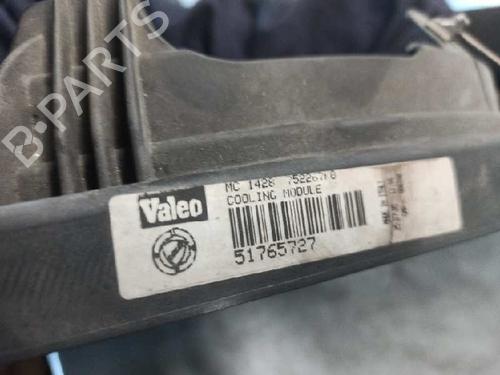 B-PARTS
Valeo
MC 1428
COOLING MODULE
51765727